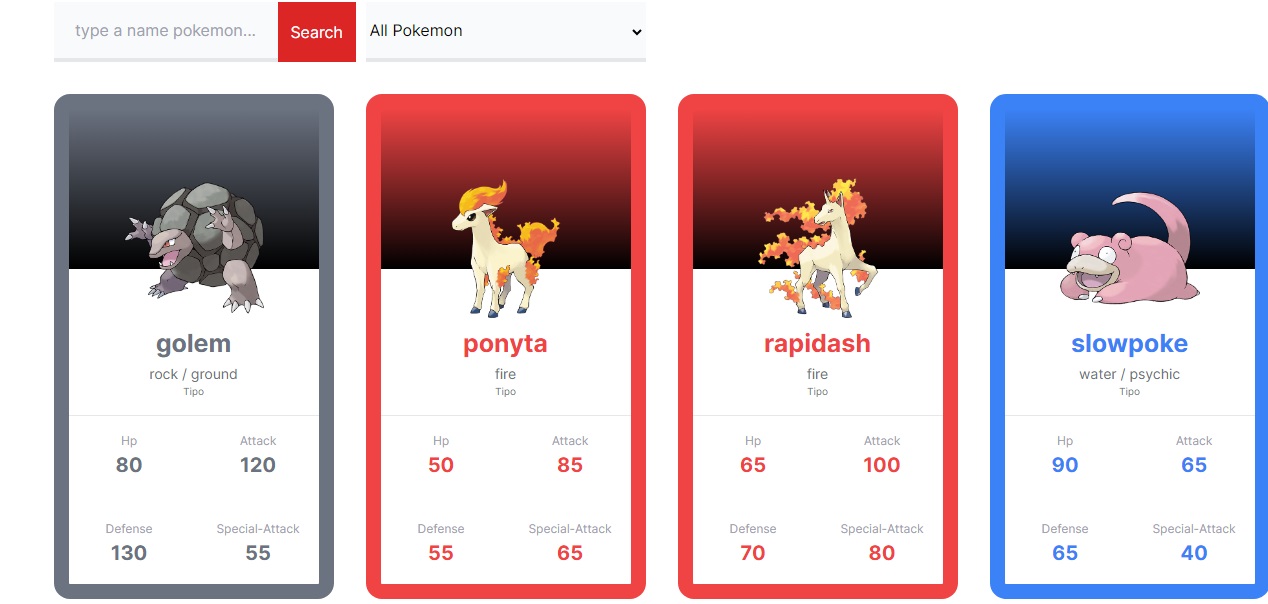 type a name pokemon... Search All Pokemon
golem
rock / ground
Tipo
Hp Attack
80 120
Defense Special-Attack
130 55
ponyta
fire
Tipo
Hp Attack
50 85
Defense Special-Attack
55 65
rapidash
fire
Tipo
Hp Attack
65 100
Defense Special-Attack
70 80
slowpoke
water / psychic
Tipo
Hp Attack
90 65
Defense Special-Attack
65 40